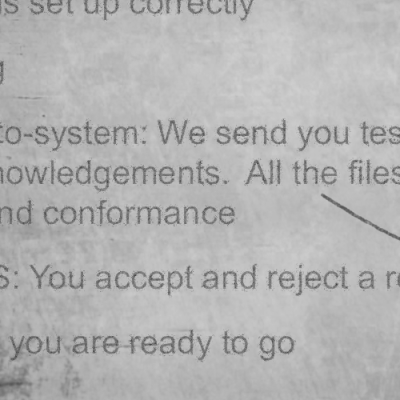 is set up correctly
g
to-system: We send you tes
nowledgements. All the files
nd conformance
S: You accept and reject a re
you are ready to go